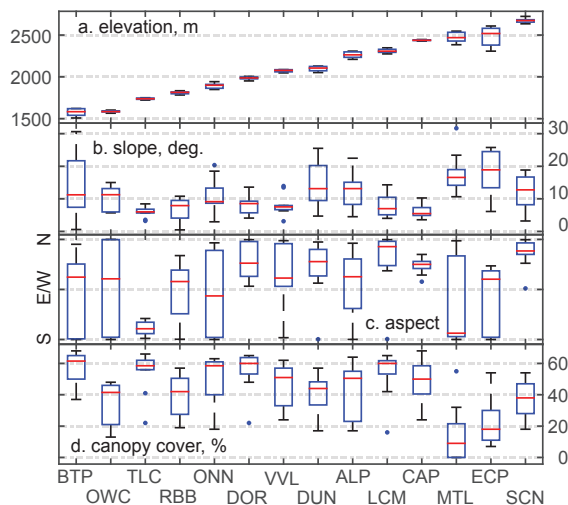 a. elevation, m
2500
2000
1500
b. slope, deg.
30
20
10
0
N
E/W
S
c. aspect
60
40
20
0
d. canopy cover, %
BTP TLC ONN VVL ALP CAP ECP
OWC RBB DOR DUN LCM MTL SCN